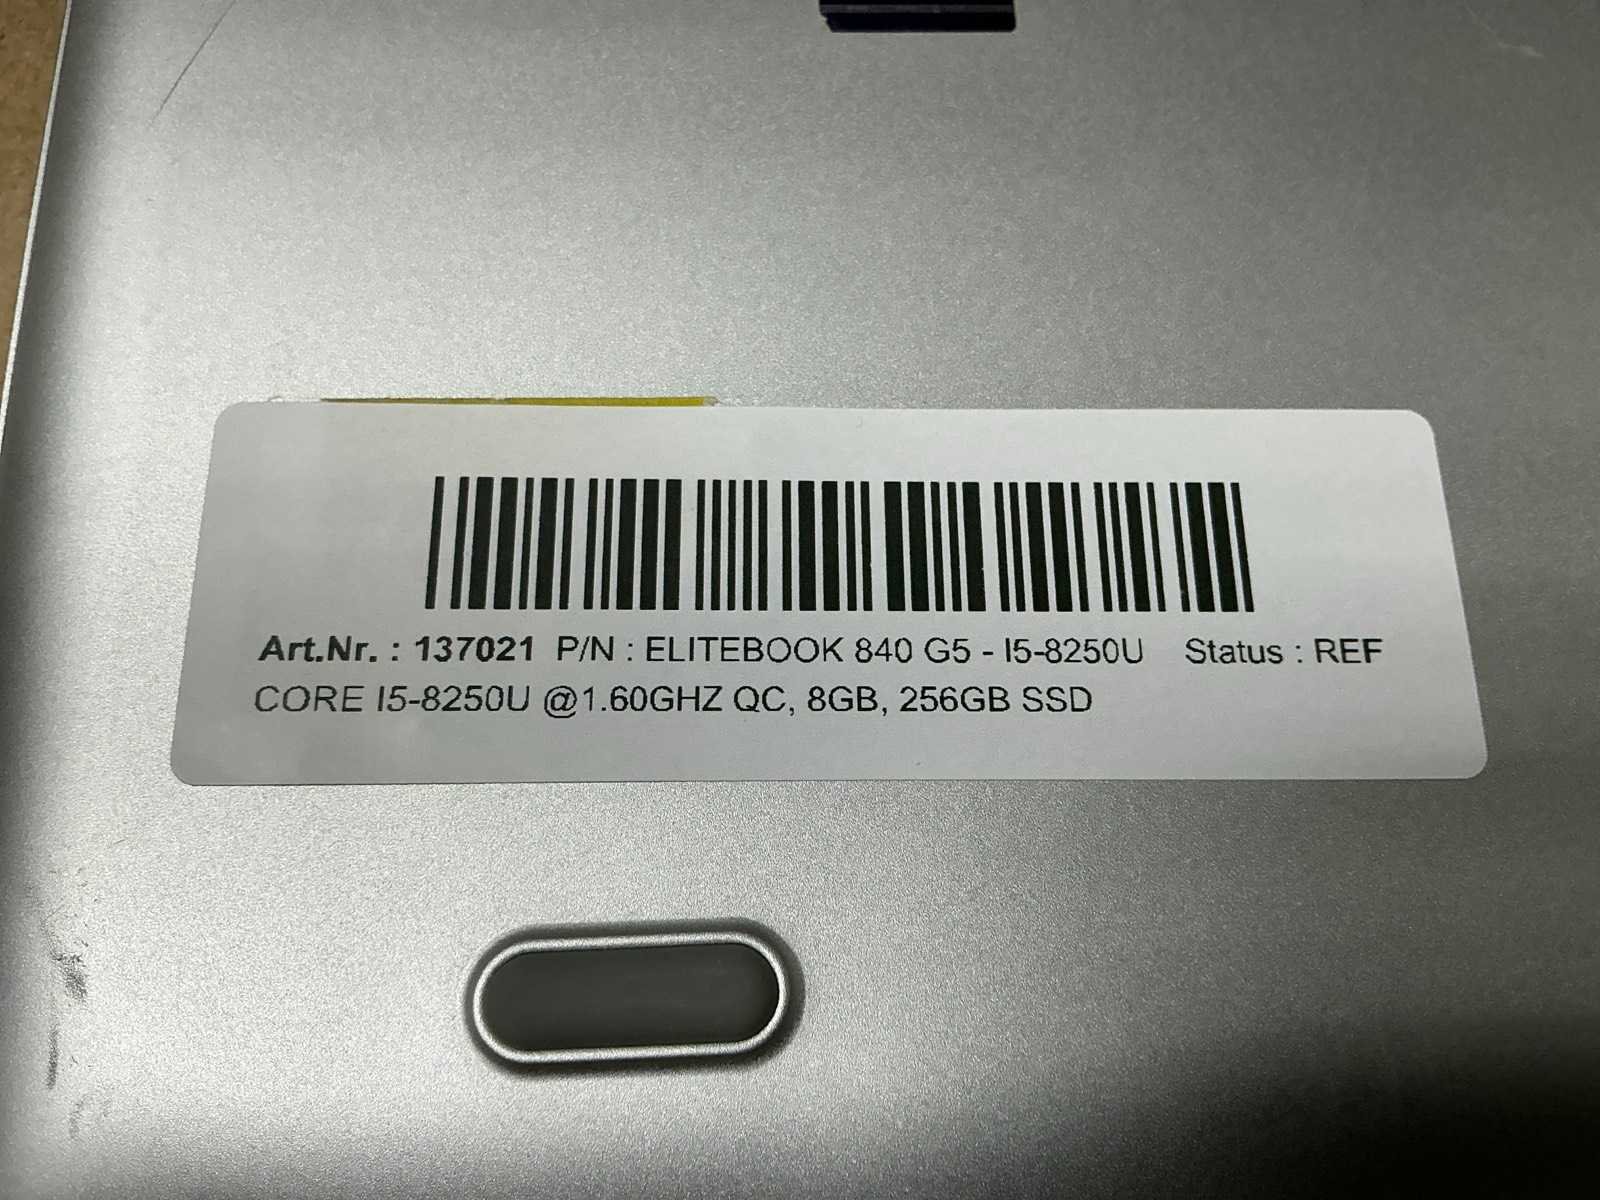 Art.Nr. : 137021 P/N : ELITEBOOK 840 G5 - I5-8250U Status : REF
CORE I5-8250U @1.60GHZ QC, 8GB, 256GB SSD